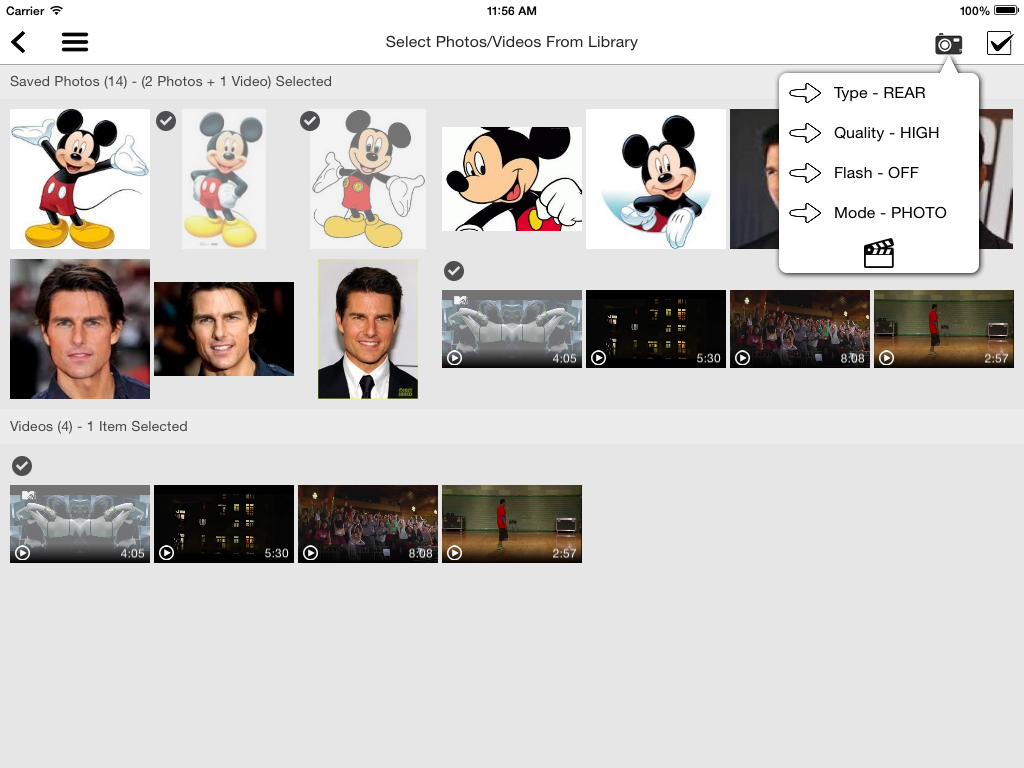 Carrier 11:56 AM 100%
Select Photos/Videos From Library
Saved Photos (14) - (2 Photos + 1 Video) Selected
Type - REAR
Quality - HIGH
Flash - OFF
Mode - PHOTO
4:05 5:30 8:08 2:57
Videos (4) - 1 Item Selected
4:05 5:30 8:08 2:57